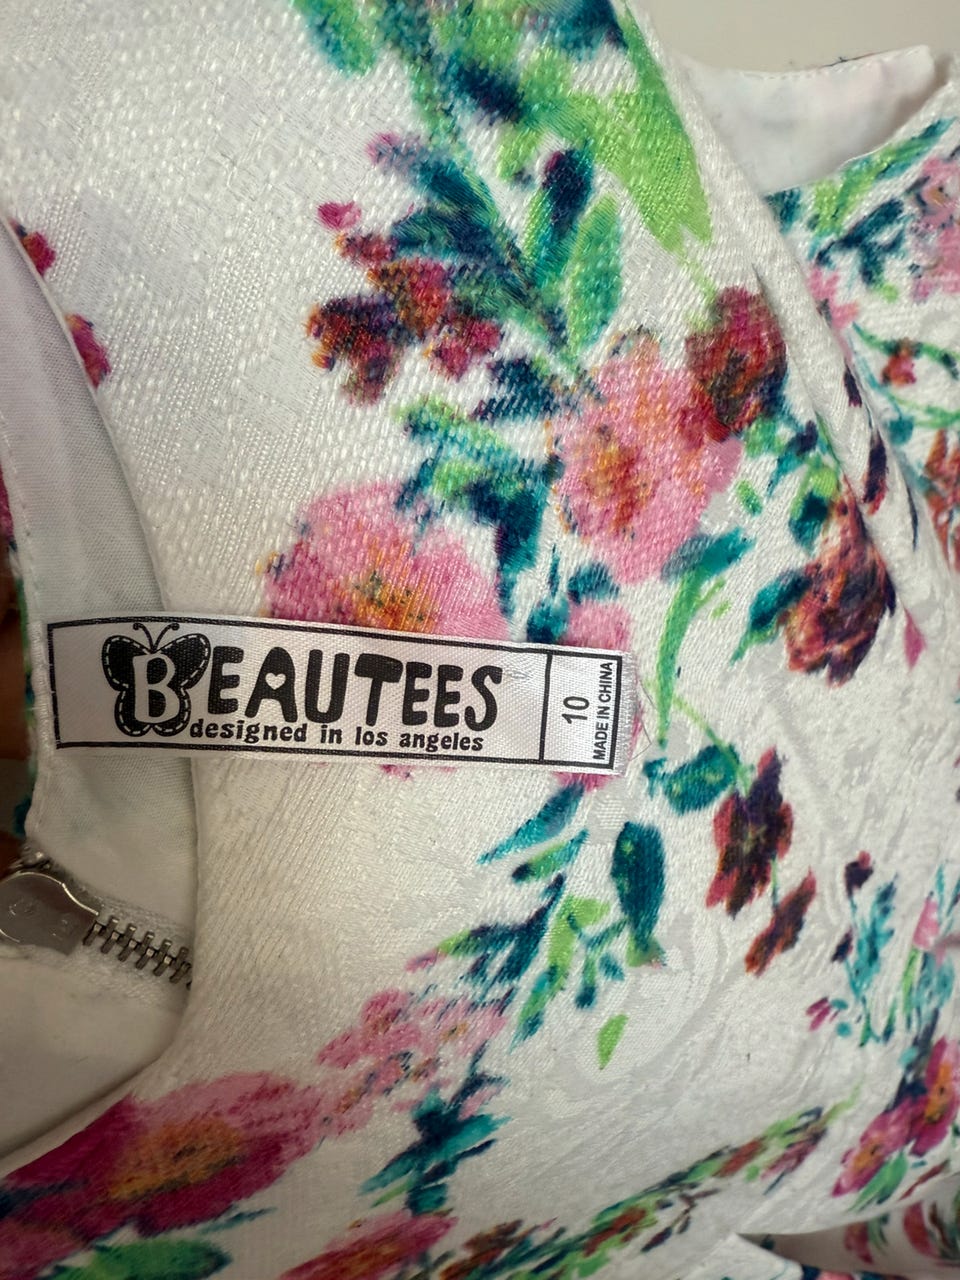 BEAUTEES
designed in los angeles
10
MADE IN CHINA